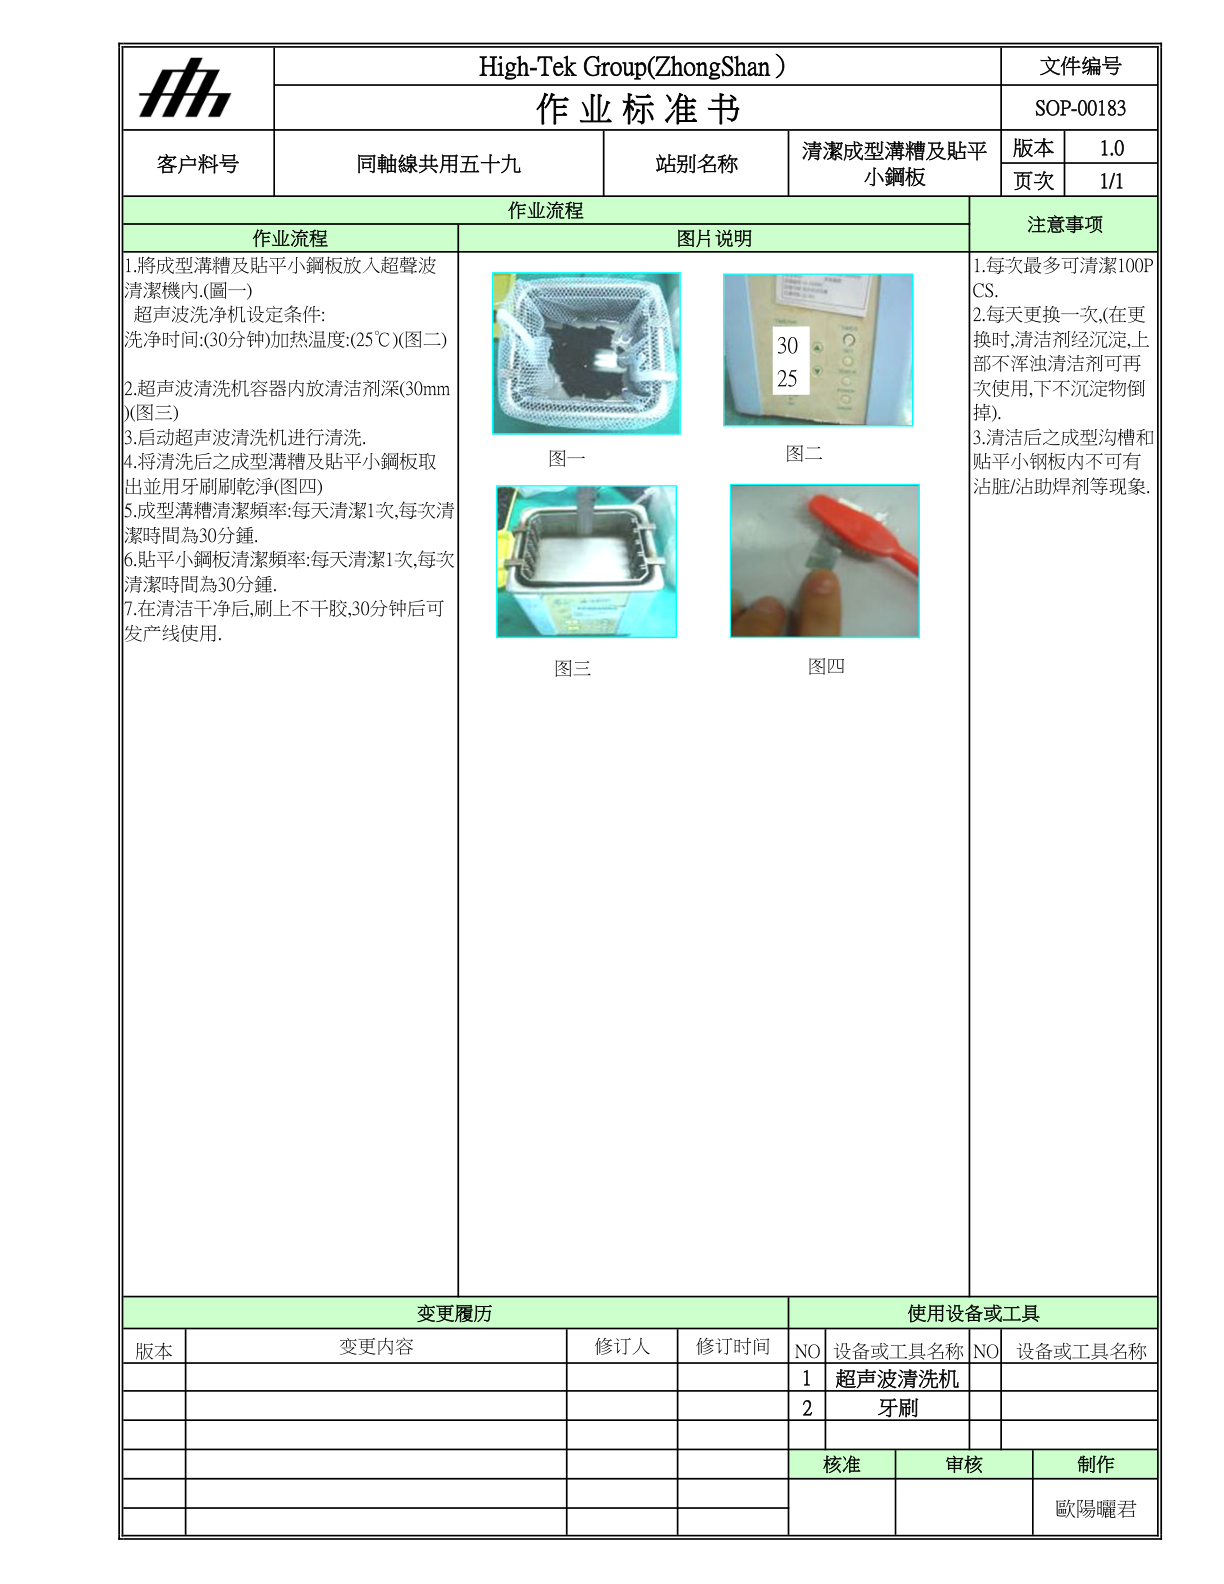 High-Tek Group(ZhongShan）
文件编号
作业标准书
SOP-00183
客户料号
同軸線共用五十九
站别名称
清潔成型溝糟及貼平
小鋼板
版本
1.0
页次
1/1
作业流程
注意事项
作业流程
图片说明
1.將成型溝糟及貼平小鋼板放入超聲波
清潔機內.(圖一)
超声波洗净机设定条件:
洗净时间:(30分钟)加热温度:(25℃)(图二)
2.超声波清洗机容器内放清洁剂深(30mm
)(图三)
3.启动超声波清洗机进行清洗.
4.将清洗后之成型溝糟及貼平小鋼板取
出並用牙刷刷乾淨(图四)
5.成型溝糟清潔頻率:每天清潔1次,每次清
潔時間為30分鍾.
6.貼平小鋼板清潔頻率:每天清潔1次,每次
清潔時間為30分鍾.
7.在清洁干净后,刷上不干胶,30分钟后可
发产线使用.
30
25
图一
图二
图三
图四
1.每次最多可清潔100P
CS.
2.每天更换一次,(在更
换时,清洁剂经沉淀,上
部不浑浊清洁剂可再
次使用,下不沉淀物倒
掉).
3.清洁后之成型沟槽和
贴平小钢板内不可有
沾脏/沾助焊剂等现象.
变更履历
使用设备或工具
版本
变更内容
修订人
修订时间
NO
设备或工具名称
NO
设备或工具名称
1
超声波清洗机
2
牙刷
核准
审核
制作
歐陽曬君